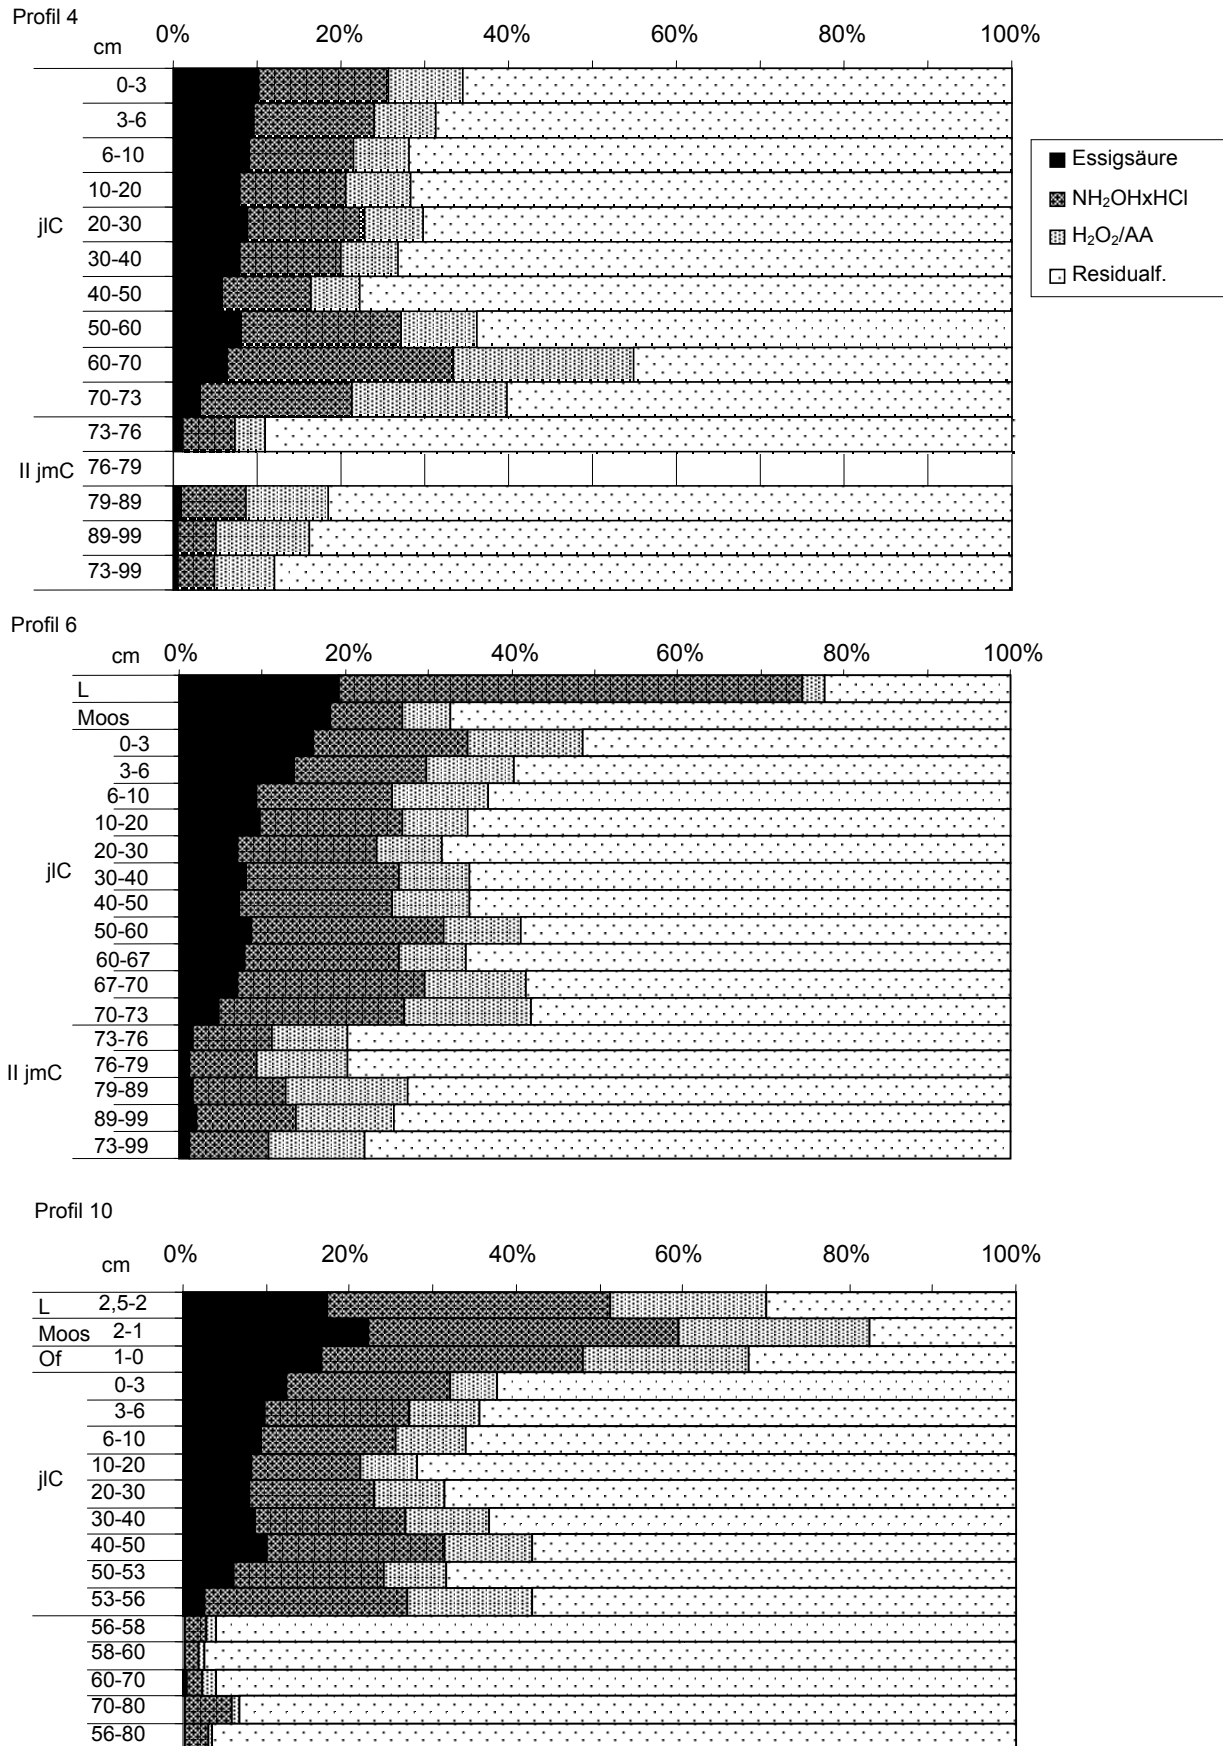 Profil 4
cm 0% 20% 40% 60% 80% 100%
0-3
3-6
6-10
10-20
jlC 20-30
30-40
40-50
50-60
60-70
70-73
73-76
II jmC 76-79
79-89
89-99
73-99
Essigsäure
NH₂OHxHCl
H₂O₂/AA
Residualf.
Profil 6
cm 0% 20% 40% 60% 80% 100%
L
Moos
0-3
3-6
6-10
10-20
20-30
jlC 30-40
40-50
50-60
60-67
67-70
70-73
73-76
II jmC 76-79
79-89
89-99
73-99
Profil 10
cm 0% 20% 40% 60% 80% 100%
L 2,5-2
Moos 2-1
Of 1-0
0-3
3-6
6-10
jlC 10-20
20-30
30-40
40-50
50-53
53-56
56-58
58-60
60-70
70-80
56-80